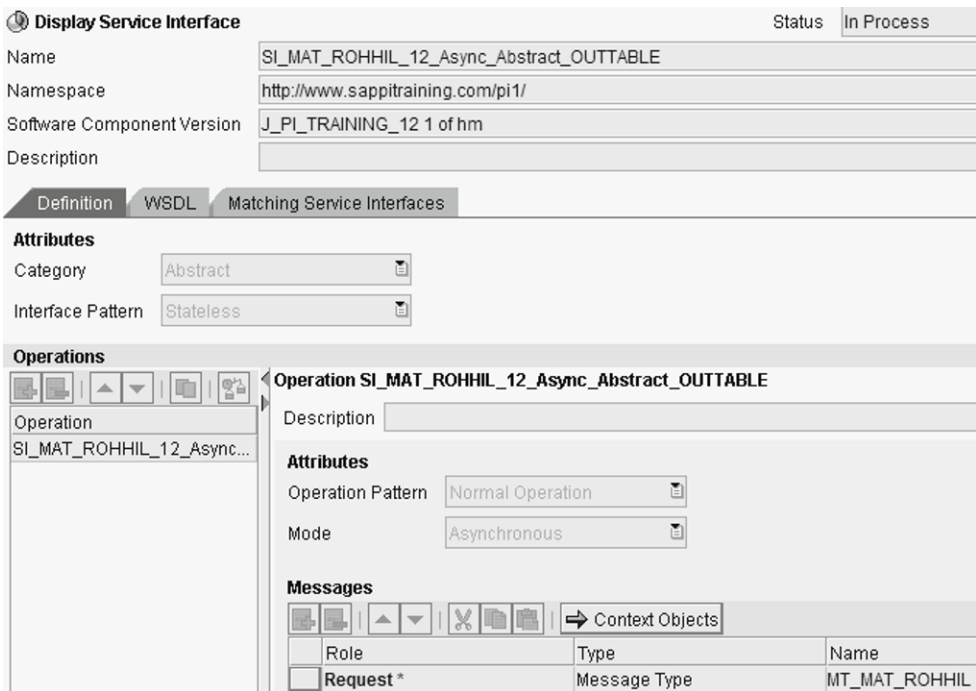 Display Service Interface Status In Process
Name SI_MAT_ROHHIL_12_Async_Abstract_OUTTABLE
Namespace http://www.sappitraining.com/pi1/
Software Component Version J_PI_TRAINING_12 1 of hm
Description
Definition WSDL Matching Service Interfaces
Attributes
Category Abstract
Interface Pattern Stateless
Operations
Operation SI_MAT_ROHHIL_12_Async_Abstract_OUTTABLE
Description
Operation
SI_MAT_ROHHIL_12_Async...
Attributes
Operation Pattern Normal Operation
Mode Asynchronous
Messages
Context Objects
Role Type Name
Request * Message Type MT_MAT_ROHHIL